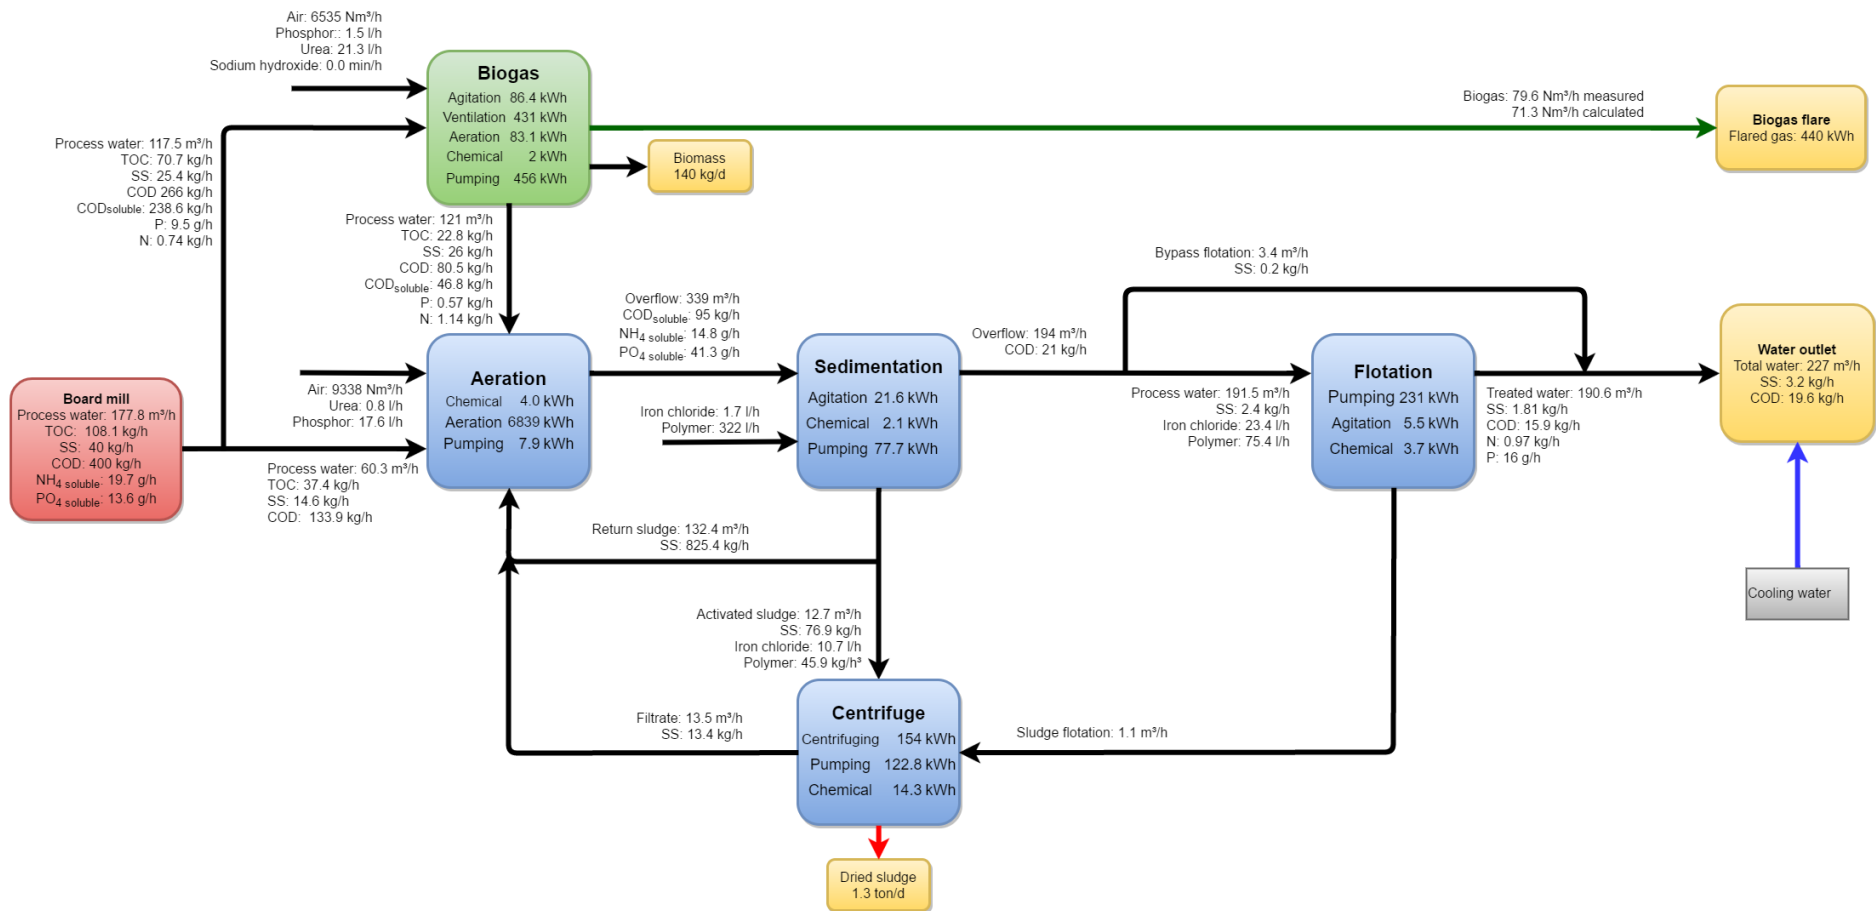 Air: 6535 Nm³/h
Phosphor:: 1.5 l/h
Urea: 21.3 l/h
Sodium hydroxide: 0.0 min/h
Biogas
Agitation 86.4 kWh
Ventilation 431 kWh
Aeration 83.1 kWh
Chemical 2 kWh
Pumping 456 kWh
Biogas: 79.6 Nm³/h measured
71.3 Nm³/h calculated
Biogas flare
Flared gas: 440 kWh
Biomass
140 kg/d
Process water: 117.5 m³/h
TOC: 70.7 kg/h
SS: 25.4 kg/h
COD 266 kg/h
CODsoluble: 238.6 kg/h
P: 9.5 g/h
N: 0.74 kg/h
Process water: 121 m³/h
TOC: 22.8 kg/h
SS: 26 kg/h
COD: 80.5 kg/h
CODsoluble: 46.8 kg/h
P: 0.57 kg/h
N: 1.14 kg/h
Bypass flotation: 3.4 m³/h
SS: 0.2 kg/h
Overflow: 339 m³/h
CODsoluble: 95 kg/h
NH4 soluble: 14.8 g/h
PO4 soluble: 41.3 g/h
Overflow: 194 m³/h
COD: 21 kg/h
Board mill
Process water: 177.8 m³/h
TOC: 108.1 kg/h
SS: 40 kg/h
COD: 400 kg/h
NH4 soluble: 19.7 g/h
PO4 soluble: 13.6 g/h
Air: 9338 Nm³/h
Urea: 0.8 l/h
Phosphor: 17.6 l/h
Process water: 60.3 m³/h
TOC: 37.4 kg/h
SS: 14.6 kg/h
COD: 133.9 kg/h
Aeration
Chemical 4.0 kWh
Aeration 6839 kWh
Pumping 7.9 kWh
Iron chloride: 1.7 l/h
Polymer: 322 l/h
Sedimentation
Agitation 21.6 kWh
Chemical 2.1 kWh
Pumping 77.7 kWh
Process water: 191.5 m³/h
SS: 2.4 kg/h
Iron chloride: 23.4 l/h
Polymer: 75.4 l/h
Flotation
Pumping 231 kWh
Agitation 5.5 kWh
Chemical 3.7 kWh
Treated water: 190.6 m³/h
SS: 1.81 kg/h
COD: 15.9 kg/h
N: 0.97 kg/h
P: 16 g/h
Water outlet
Total water: 227 m³/h
SS: 3.2 kg/h
COD: 19.6 kg/h
Cooling water
Return sludge: 132.4 m³/h
SS: 825.4 kg/h
Activated sludge: 12.7 m³/h
SS: 76.9 kg/h
Iron chloride: 10.7 l/h
Polymer: 45.9 kg/h³
Filtrate: 13.5 m³/h
SS: 13.4 kg/h
Centrifuge
Centrifuging 154 kWh
Pumping 122.8 kWh
Chemical 14.3 kWh
Sludge flotation: 1.1 m³/h
Dried sludge
1.3 ton/d